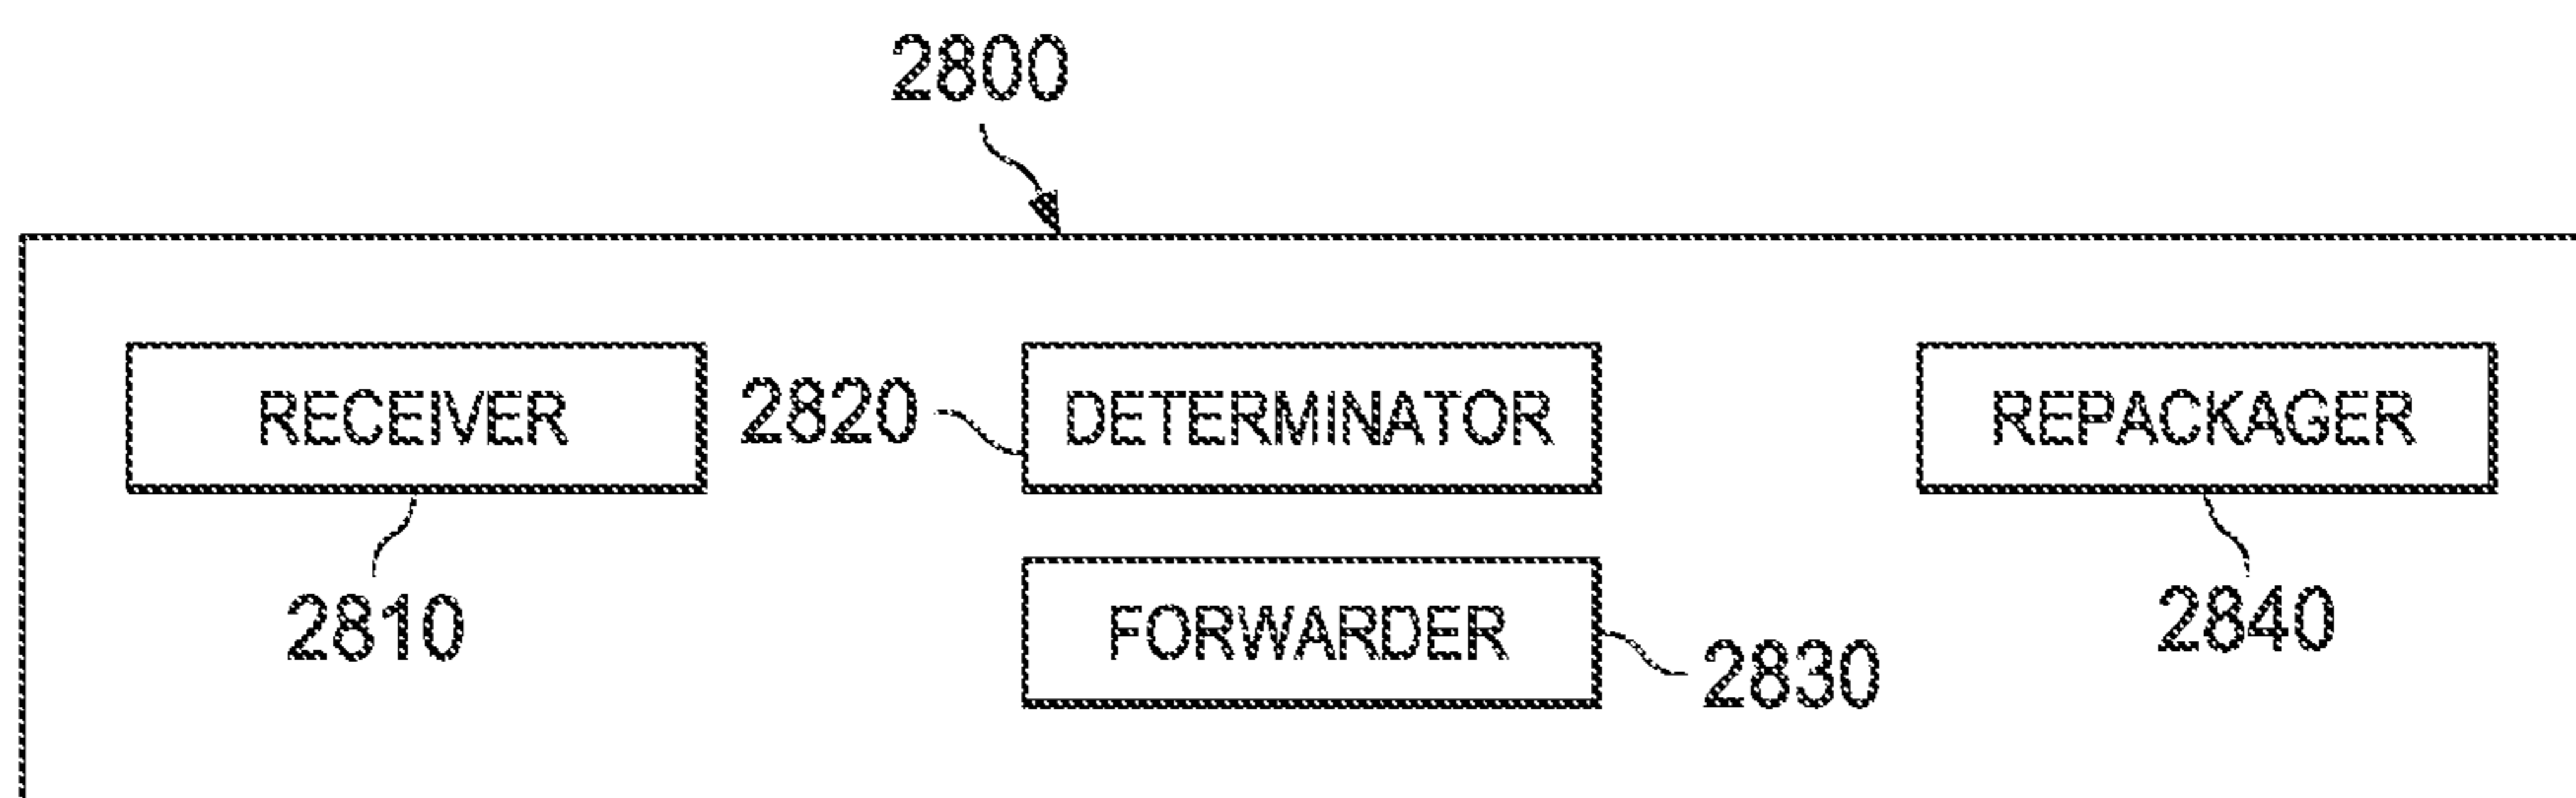 2800
RECEIVER
2820
DETERMINATOR
REPACKAGER
2810
FORWARDER
2830
2840